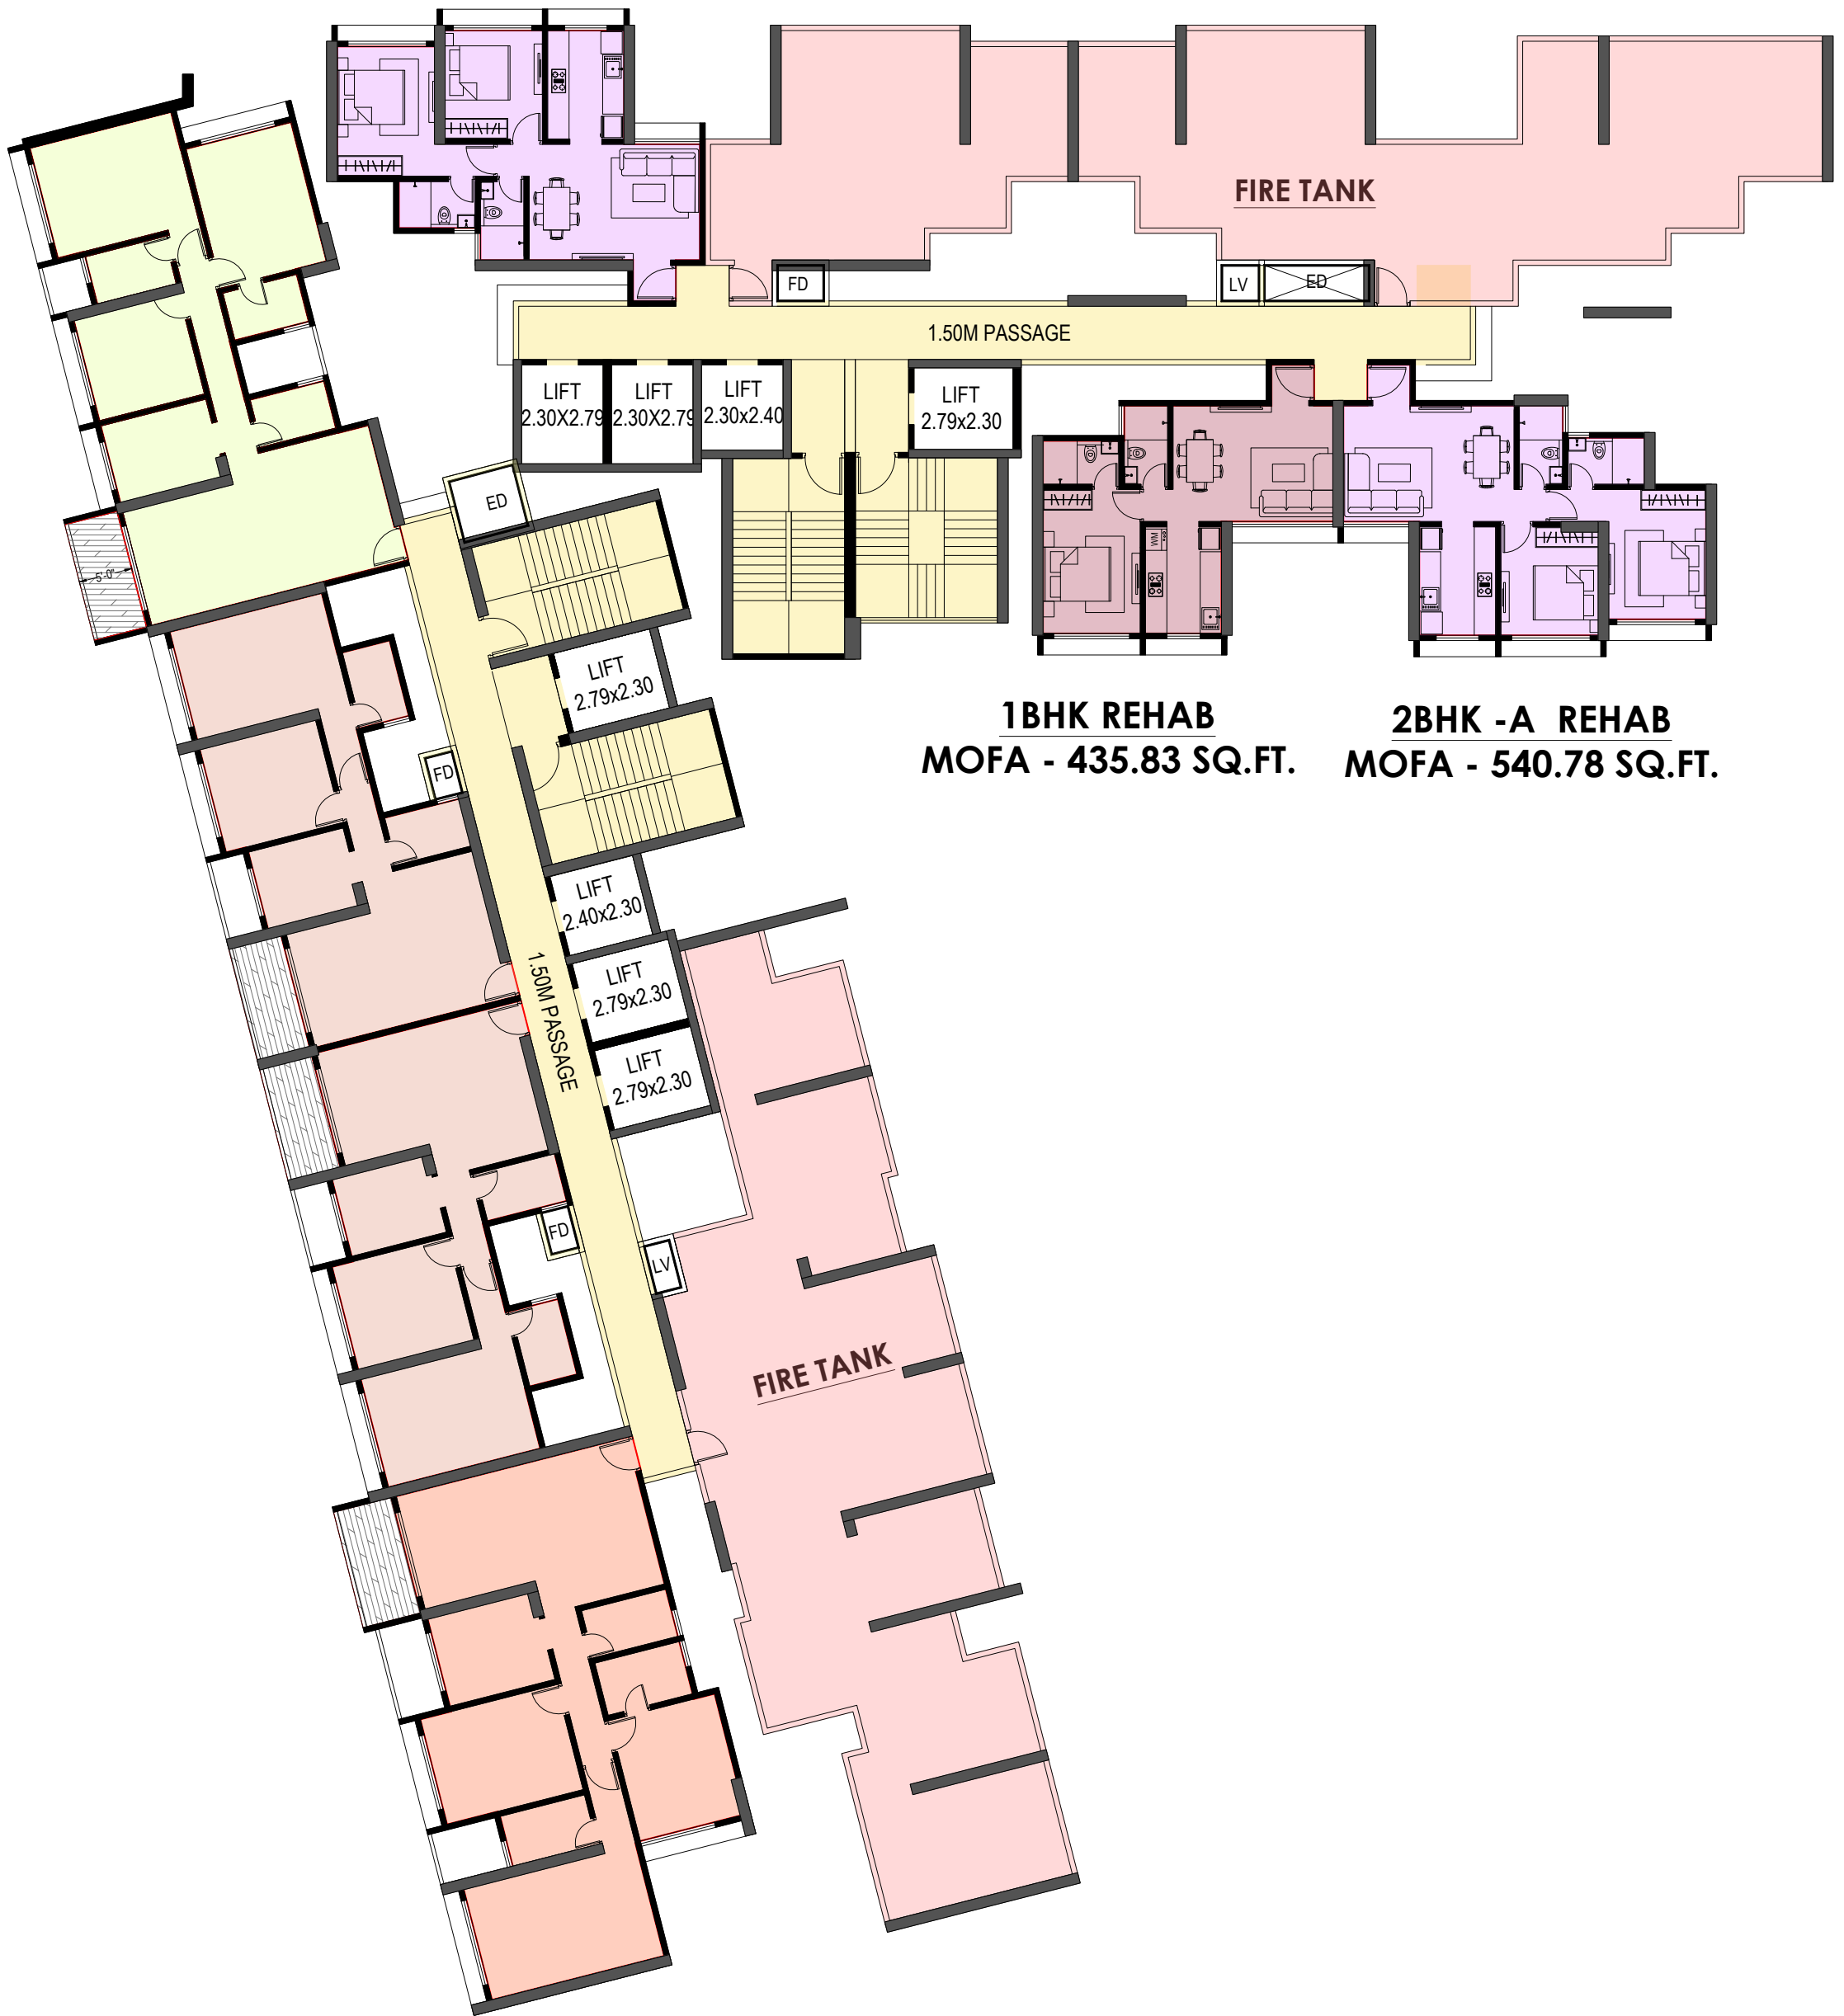 FIRE TANK
FD
LV
ED
1.50M PASSAGE
LIFT
2.30X2.79
LIFT
2.30X2.79
LIFT
2.30x2.40
LIFT
2.79x2.30
ED
5'-0"
WM
LIFT
2.79x2.30
1BHK REHAB
MOFA - 435.83 SQ.FT.
2BHK -A REHAB
MOFA - 540.78 SQ.FT.
FD
LIFT
2.40x2.30
1.50M PASSAGE
LIFT
2.79x2.30
LIFT
2.79x2.30
FD
LV
FIRE TANK